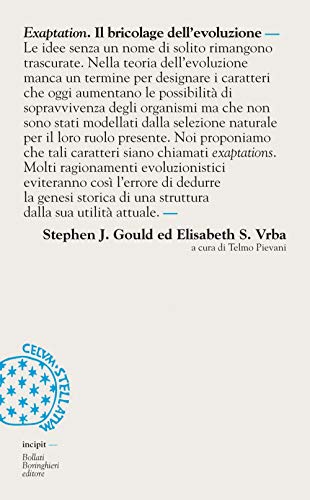 Exaptation. Il bricolage dell'evoluzione —
Le idee senza un nome di solito rimangono
trascurate. Nella teoria dell'evoluzione
manca un termine per designare i caratteri
che oggi aumentano le possibilità di
sopravvivenza degli organismi ma che non
sono stati modellati dalla selezione naturale
per il loro ruolo presente. Noi proponiamo
che tali caratteri siano chiamati exaptations.
Molti ragionamenti evoluzionistici
eviteranno così l'errore di dedurre
la genesi storica di una struttura
dalla sua utilità attuale. —
Stephen J. Gould ed Elisabeth S. Vrba
a cura di Telmo Pievani
CELVM·STELLATVM
incipit —
Bollati
Boringhieri
editore